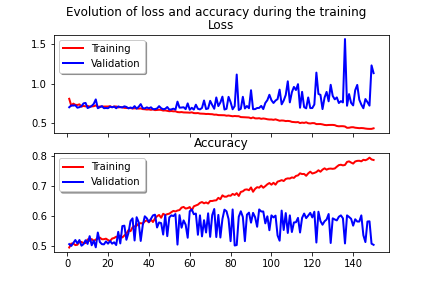 Evolution of loss and accuracy during the training
Loss
1.5
1.0
0.5
Training
Validation
Accuracy
0.8
0.7
0.6
0.5
Training
Validation
0 20 40 60 80 100 120 140